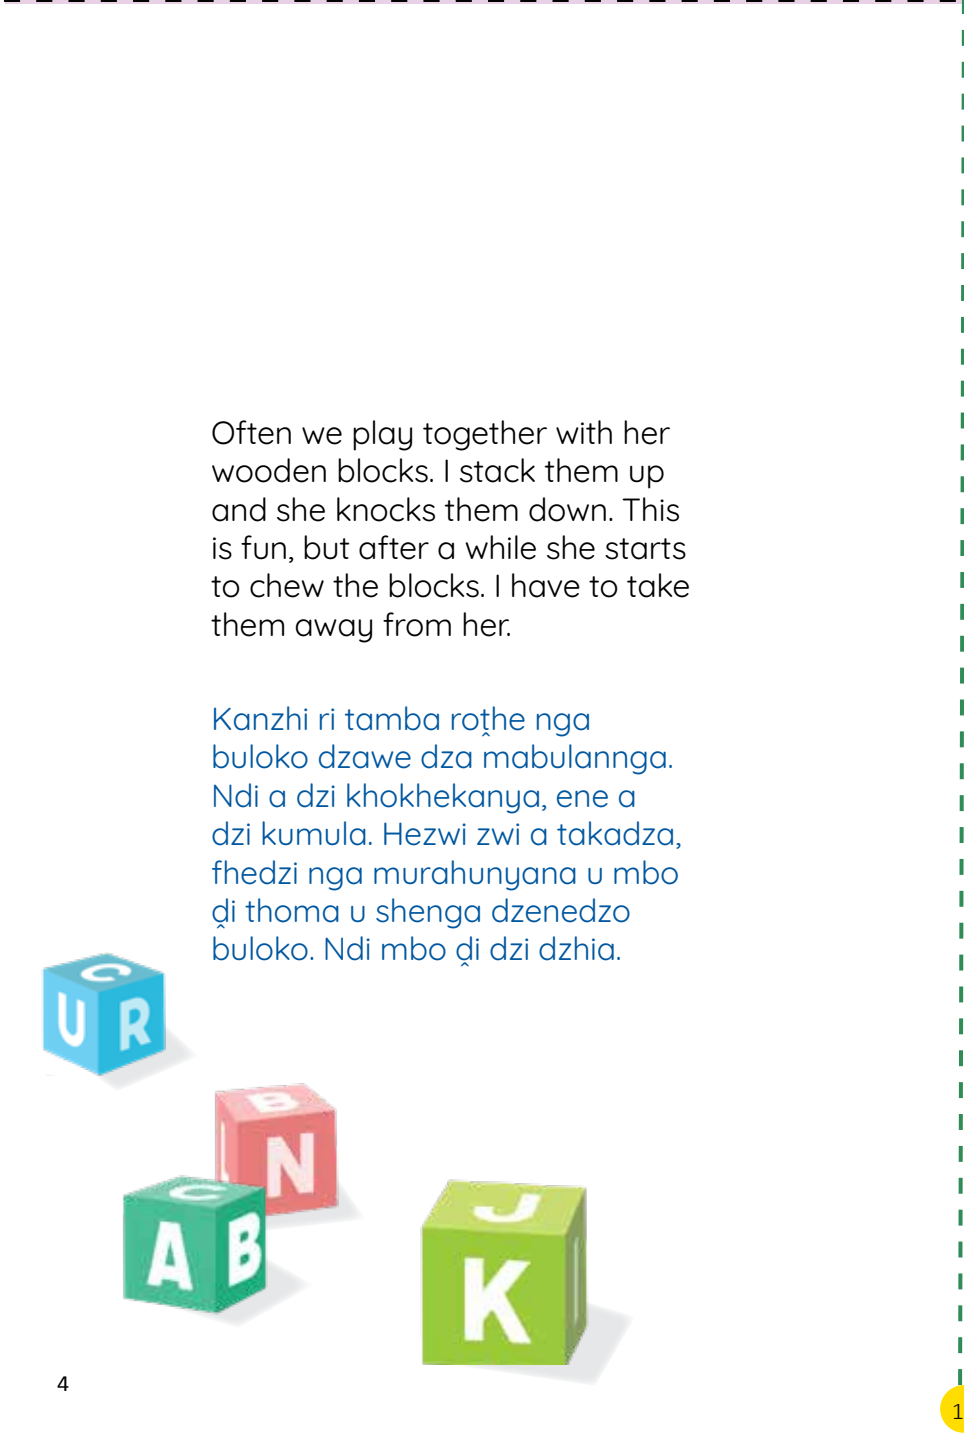 Often we play together with her
wooden blocks. I stack them up
and she knocks them down. This
is fun, but after a while she starts
to chew the blocks. I have to take
them away from her.
Kanzhi ri tamba roṱhe nga
buloko dzawe dza mabulannga.
Ndi a dzi khokhekanya, ene a
dzi kumula. Hezwi zwi a takadza,
fhedzi nga murahunyana u mbo
ḓi thoma u shenga dzenedzo
buloko. Ndi mbo ḓi dzi dzhia.
C
U R
B
I N
C
A B
J
K
4
1